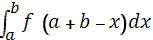 ∫_a^b f (a + b − x)dx